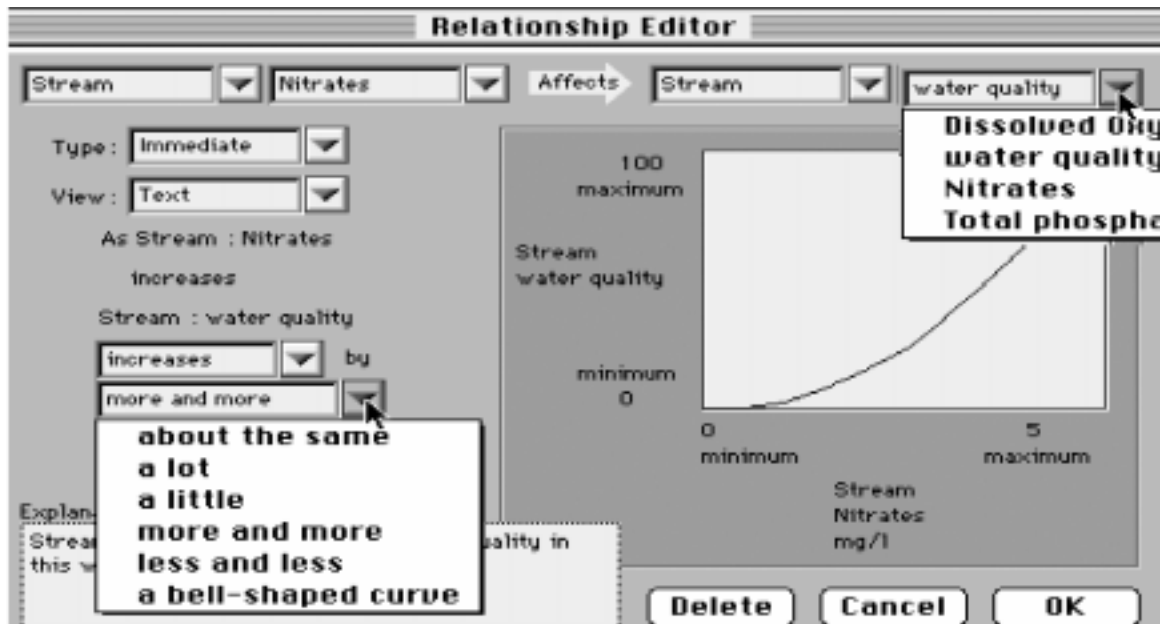 Relationship Editor
Stream Nitrates Affects Stream water quality
Dissolved Oxy
water quality
Nitrates
Total phospha
Type: Immediate
View: Text
As Stream : Nitrates
increases
Stream : water quality
increases by
more and more
about the same
a lot
a little
more and more
less and less
a bell-shaped curve
100
maximum
Stream
water quality
minimum
0
0 5
minimum maximum
Stream
Nitrates
mg/l
Explan
Strea ality in
this w
Delete Cancel OK